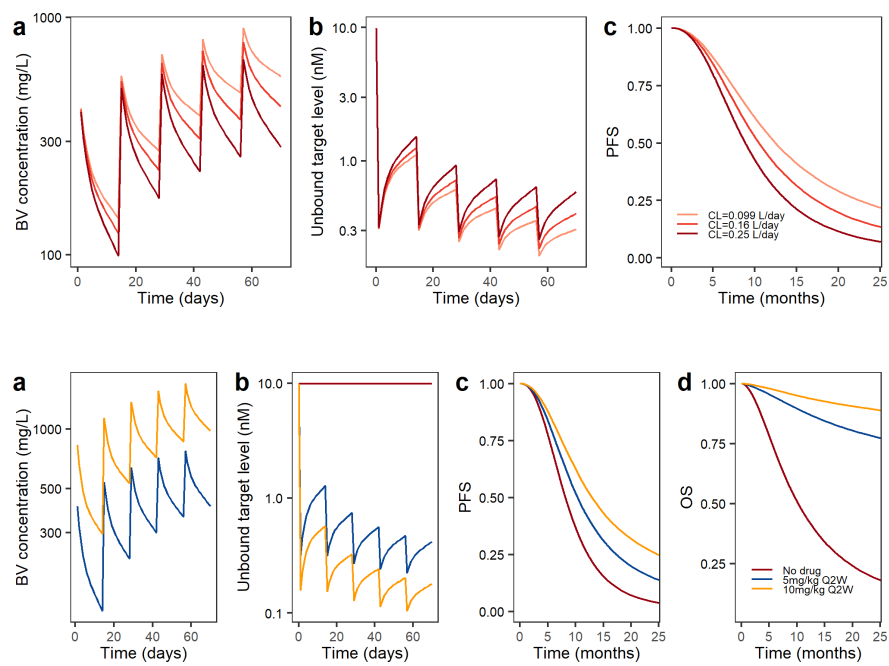 a
b
c
BV concentration (mg/L)
1000
300
100
0
20
40
60
Time (days)
Unbound target level (nM)
10.0
3.0
1.0
0.3
0
20
40
60
Time (days)
PFS
1.00
0.75
0.50
0.25
0.00
CL=0.099 L/day
CL=0.16 L/day
CL=0.25 L/day
0
5
10
15
20
25
Time (months)
a
b
c
d
BV concentration (mg/L)
1000
500
300
0
20
40
60
Time (days)
Unbound target level (nM)
10.0
1.0
0.1
0
20
40
60
Time (days)
PFS
1.00
0.75
0.50
0.25
0.00
0
5
10
15
20
25
Time (months)
OS
1.00
0.75
0.50
0.25
No drug
5mg/kg Q2W
10mg/kg Q2W
0
5
10
15
20
25
Time (months)